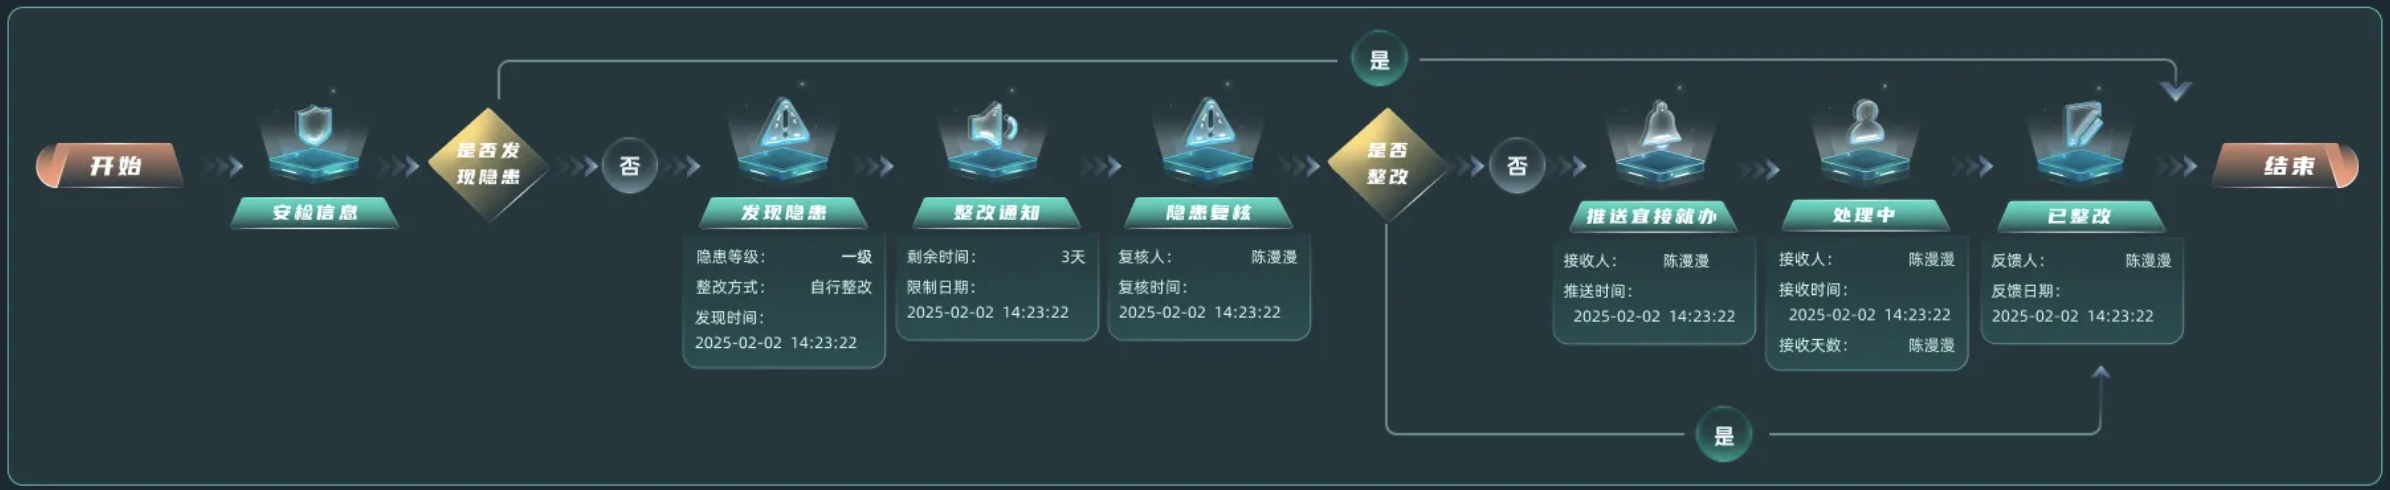 是
开始
安检信息
是否发
现隐患
否
发现隐患
隐患等级： 一级
整改方式： 自行整改
发现时间：
2025-02-02 14:23:22
整改通知
剩余时间： 3天
限制日期：
2025-02-02 14:23:22
隐患复核
复核人： 陈漫漫
复核时间：
2025-02-02 14:23:22
是否
整改
否
推送宜接就办
接收人： 陈漫漫
推送时间：
2025-02-02 14:23:22
处理中
接收人： 陈漫漫
接收时间：
2025-02-02 14:23:22
接收天数： 陈漫漫
已整改
反馈人： 陈漫漫
反馈日期：
2025-02-02 14:23:22
结束
是